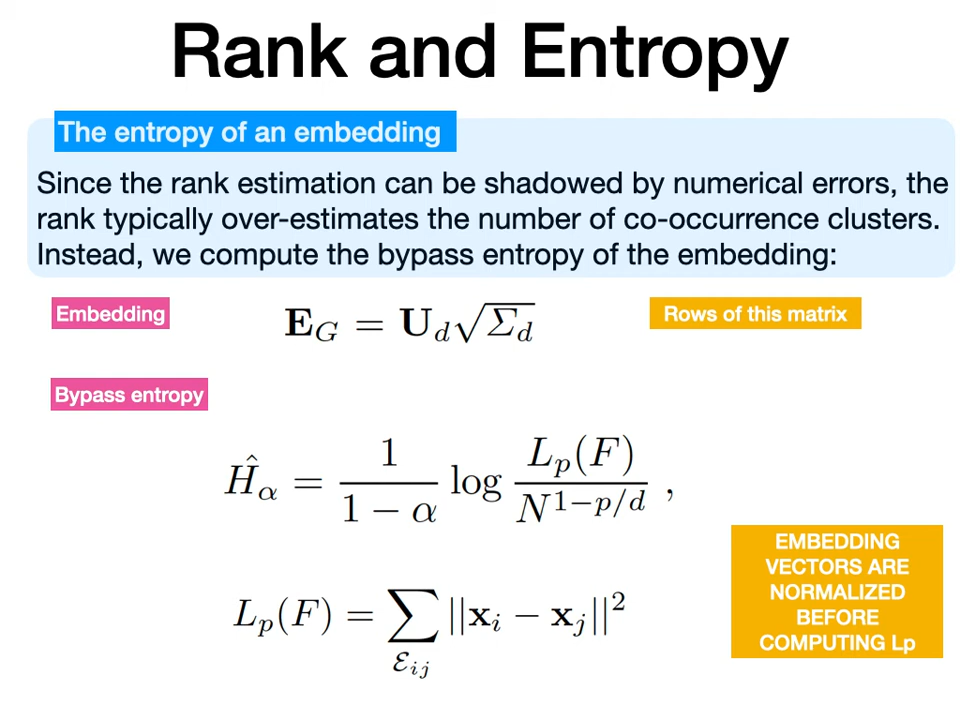 Rank and Entropy
The entropy of an embedding
Since the rank estimation can be shadowed by numerical errors, the
rank typically over-estimates the number of co-occurrence clusters.
Instead, we compute the bypass entropy of the embedding:
Embedding
E_G = U_d√Σ_d
Rows of this matrix
Bypass entropy
Ĥ_α = 1/(1 − α) log L_p(F)/N^{1−p/d} ,
L_p(F) = ∑_{ℰ_{ij}} ||x_i − x_j||^2
EMBEDDING
VECTORS ARE
NORMALIZED
BEFORE
COMPUTING Lp